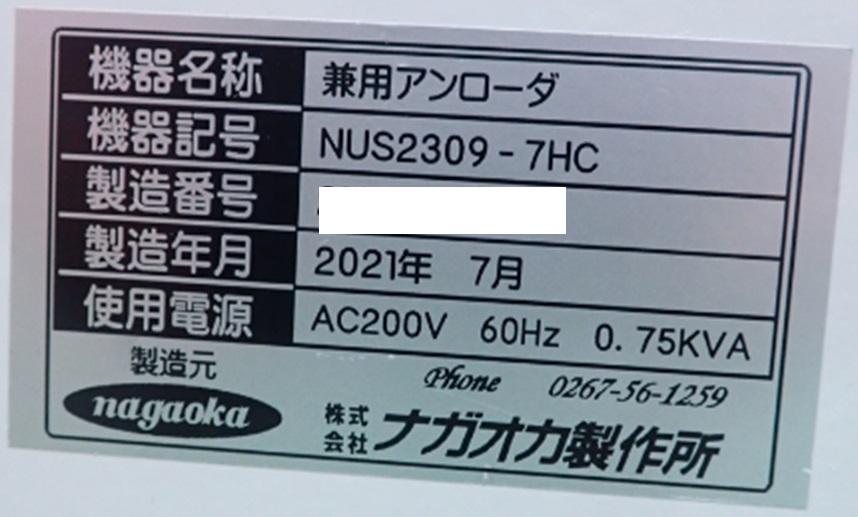 機器名称 兼用アンローダ
機器記号 NUS2309-7HC
製造番号
製造年月 2021年 7月
使用電源 AC200V 60Hz 0.75KVA
製造元 Phone 0267-56-1259
nagaoka 株式会社 ナガオカ製作所